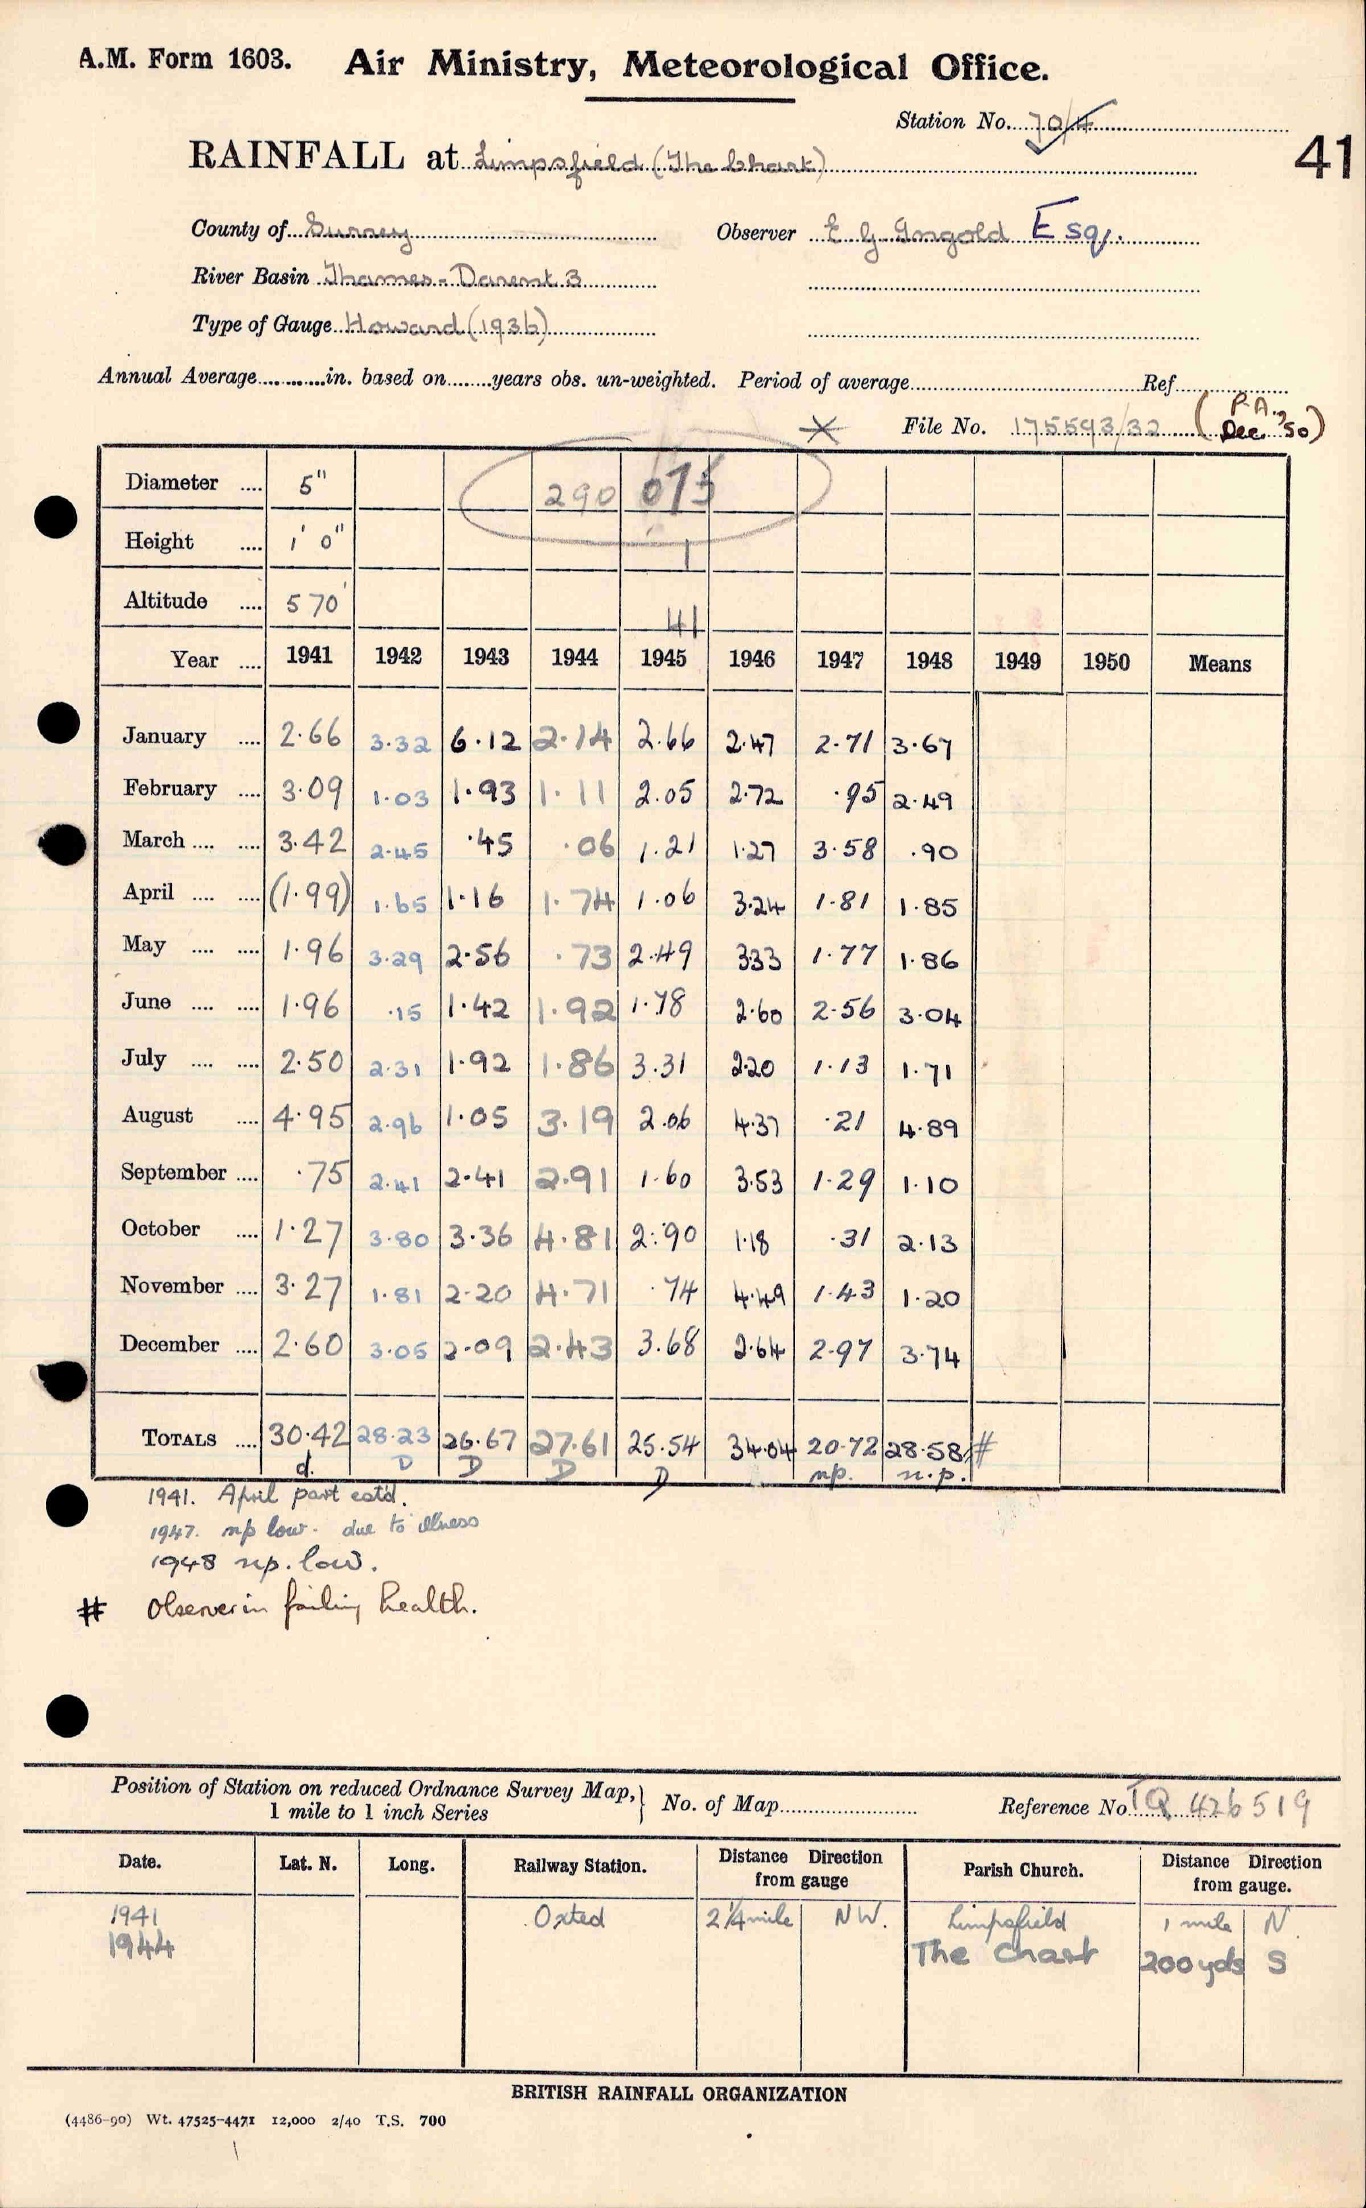 A.M. Form 1603. Air Ministry, Meteorological Office.
Station No. 70/4
41
RAINFALL at Limpsfield (The Chart)
County of Surrey Observer E G Ingold Esq.
River Basin Thames - Darent 3
Type of Gauge Howard (1936)
Annual Average in. based on years obs. un-weighted. Period of average Ref.
File No. 175593/32 (P.A. Dec. '50)
Diameter .... 5" 290 075
Height .... 1' 0" 1
Altitude .... 570' 41
Year .... 1941 1942 1943 1944 1945 1946 1947 1948 1949 1950 Means
January .... 2.66 3.32 6.12 2.14 2.66 2.47 2.71 3.67
February .... 3.09 1.03 1.93 1.11 2.05 2.72 .95 2.49
March .... .... 3.42 2.45 .45 .06 1.21 1.27 3.58 .90
April .... .... (1.99) 1.65 1.16 1.74 1.06 3.24 1.81 1.85
May .... .... 1.96 3.29 2.56 .73 2.49 333 1.77 1.86
June .... .... 1.96 .15 1.42 1.92 1.78 2.60 2.56 3.04
July .... .... 2.50 2.31 1.92 1.86 3.31 2.20 1.13 1.71
August .... 4.95 2.96 1.05 3.19 2.06 4.37 .21 4.89
September .... .75 2.41 2.41 2.91 1.60 3.53 1.29 1.10
October .... 1.27 3.80 3.36 4.81 2.90 1.18 .31 2.13
November .... 3.27 1.81 2.20 4.71 .74 4.49 1.43 1.20
December .... 2.60 3.05 2.09 2.43 3.68 2.64 2.97 3.74
TOTALS .... 30.42 28.23 26.67 27.61 25.54 34.04 20.72 28.58 #
d. D D D D np. n.p.
1941. April part estd.
1947. np low. due to illness
1948 np. low.
# Observer in failing health.
Position of Station on reduced Ordnance Survey Map, 1 mile to 1 inch Series } No. of Map Reference No. TQ 426519
Date. Lat. N. Long. Railway Station. Distance Direction from gauge Parish Church. Distance Direction from gauge.
1941 Oxted 2 1/4 mile NW. Limpsfield 1 mile N
1944 The Chart 200 yds S
BRITISH RAINFALL ORGANIZATION
(4486-90) Wt. 47525-4471 12,000 2/40 T.S. 700